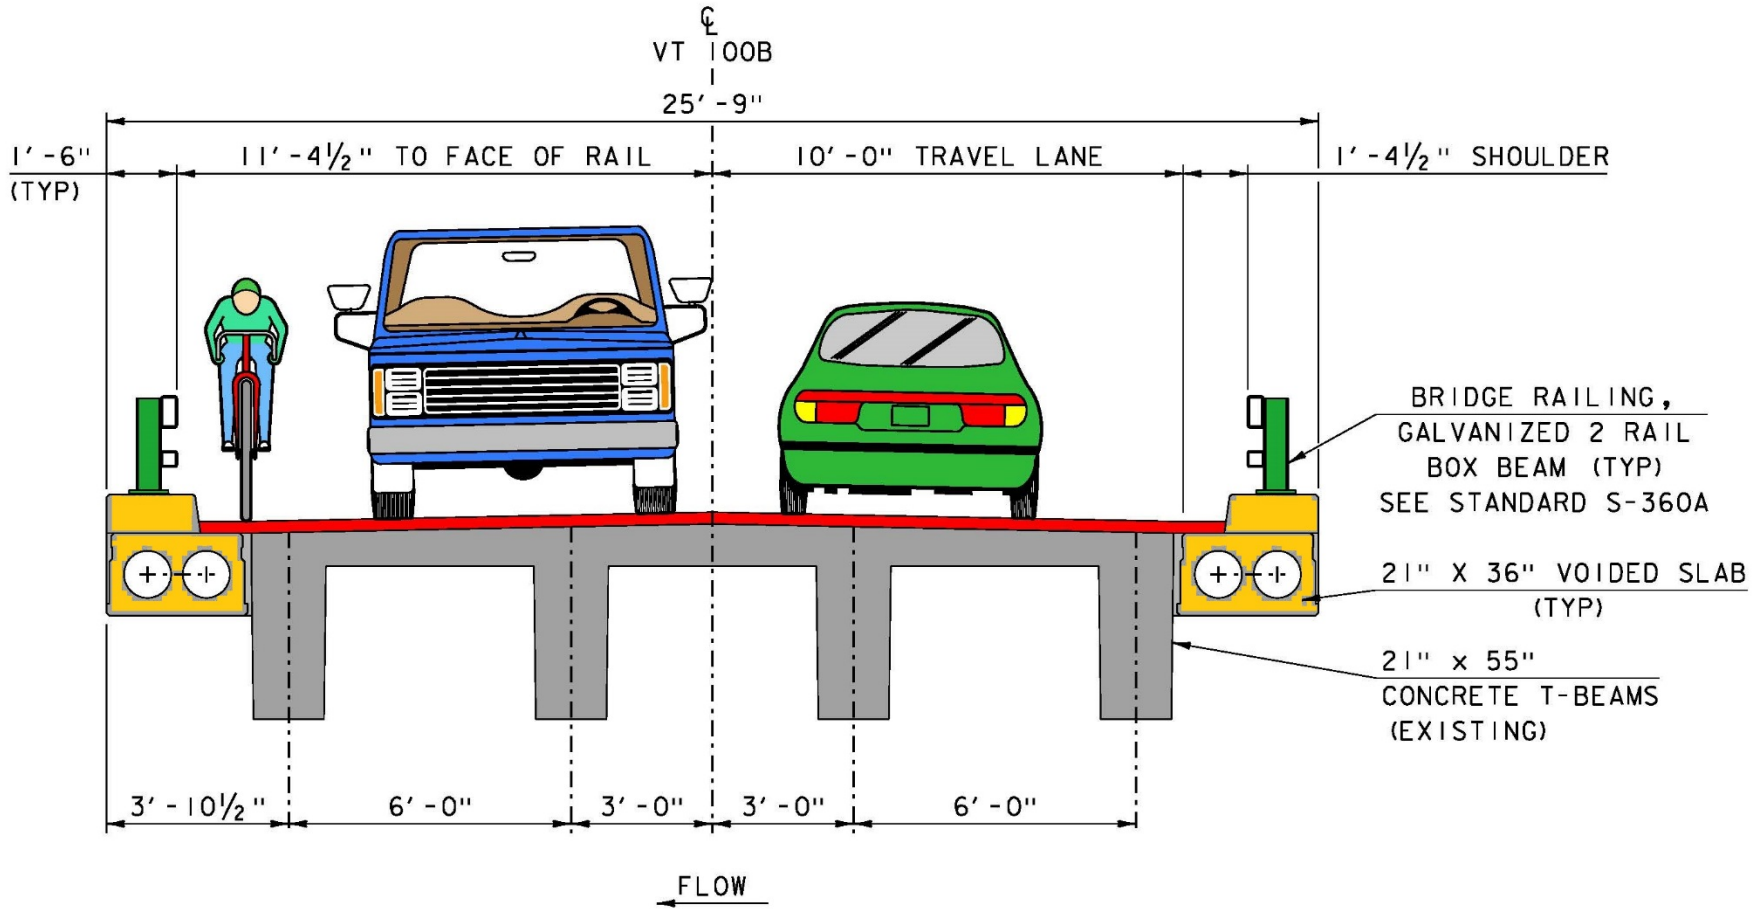 ℄
VT 100B
25'-9"
1'-6"
(TYP)
11'-4½" TO FACE OF RAIL
10'-0" TRAVEL LANE
1'-4½" SHOULDER
BRIDGE RAILING,
GALVANIZED 2 RAIL
BOX BEAM (TYP)
SEE STANDARD S-360A
21" X 36" VOIDED SLAB
(TYP)
21" x 55"
CONCRETE T-BEAMS
(EXISTING)
3'-10½"
6'-0"
3'-0"
3'-0"
6'-0"
FLOW